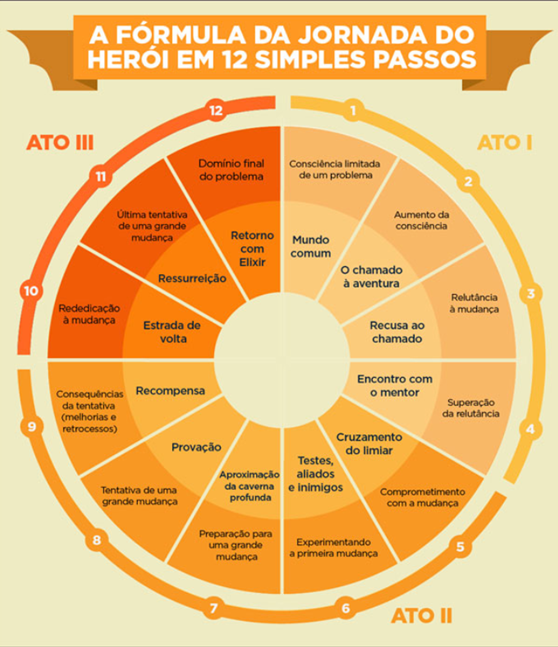 A FÓRMULA DA JORNADA DO
HERÓI EM 12 SIMPLES PASSOS
ATO I
1
Consciência limitada
de um problema
Mundo
comum
2
Aumento da
consciência
O chamado
à aventura
3
Relutância
à mudança
Recusa ao
chamado
4
Superação
da relutância
Encontro com
o mentor
ATO II
5
Comprometimento
com a mudança
Cruzamento
do limiar
6
Experimentando
a primeira mudança
Testes,
aliados
e inimigos
7
Preparação para
uma grande
mudança
Aproximação
da caverna
profunda
8
Tentativa de uma
grande mudança
Provação
9
Consequências
da tentativa
(melhorias e
retrocessos)
Recompensa
ATO III
10
Rededicação
à mudança
Estrada de
volta
11
Última tentativa
de uma grande
mudança
Ressurreição
12
Domínio final
do problema
Retorno
com
Elixir